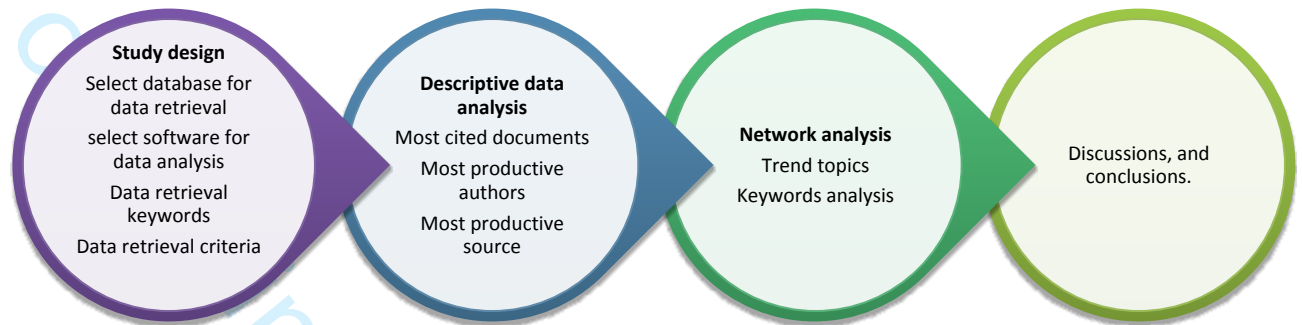 Study design
Select database for
data retrieval
select software for
data analysis
Data retrieval
keywords
Data retrieval criteria
Descriptive data
analysis
Most cited documents
Most productive
authors
Most productive
source
Network analysis
Trend topics
Keywords analysis
Discussions, and
conclusions.